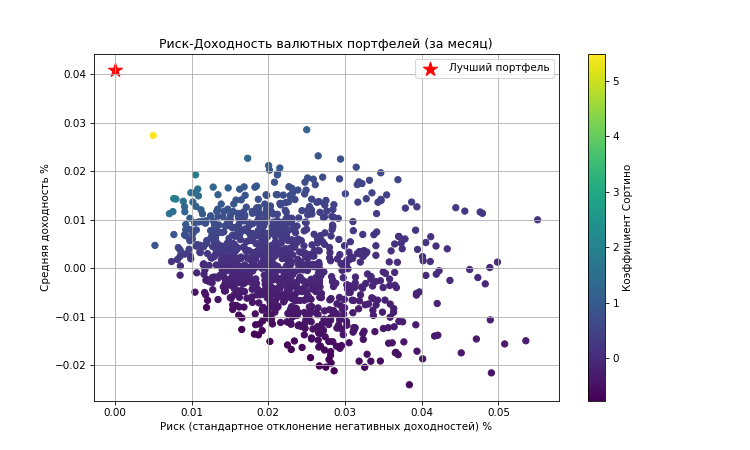 Риск-Доходность валютных портфелей (за месяц)
Лучший портфель
Средняя доходность %
0.04
0.03
0.02
0.01
0.00
−0.01
−0.02
0.00 0.01 0.02 0.03 0.04 0.05
Риск (стандартное отклонение негативных доходностей) %
5
4
3
2
1
0
Коэффициент Сортино